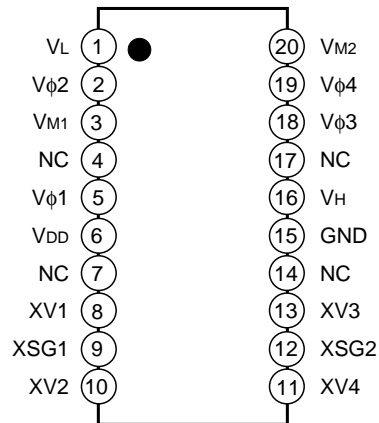 VL 1 20 VM2
Vϕ2 2 19 Vϕ4
VM1 3 18 Vϕ3
NC 4 17 NC
Vϕ1 5 16 VH
VDD 6 15 GND
NC 7 14 NC
XV1 8 13 XV3
XSG1 9 12 XSG2
XV2 10 11 XV4